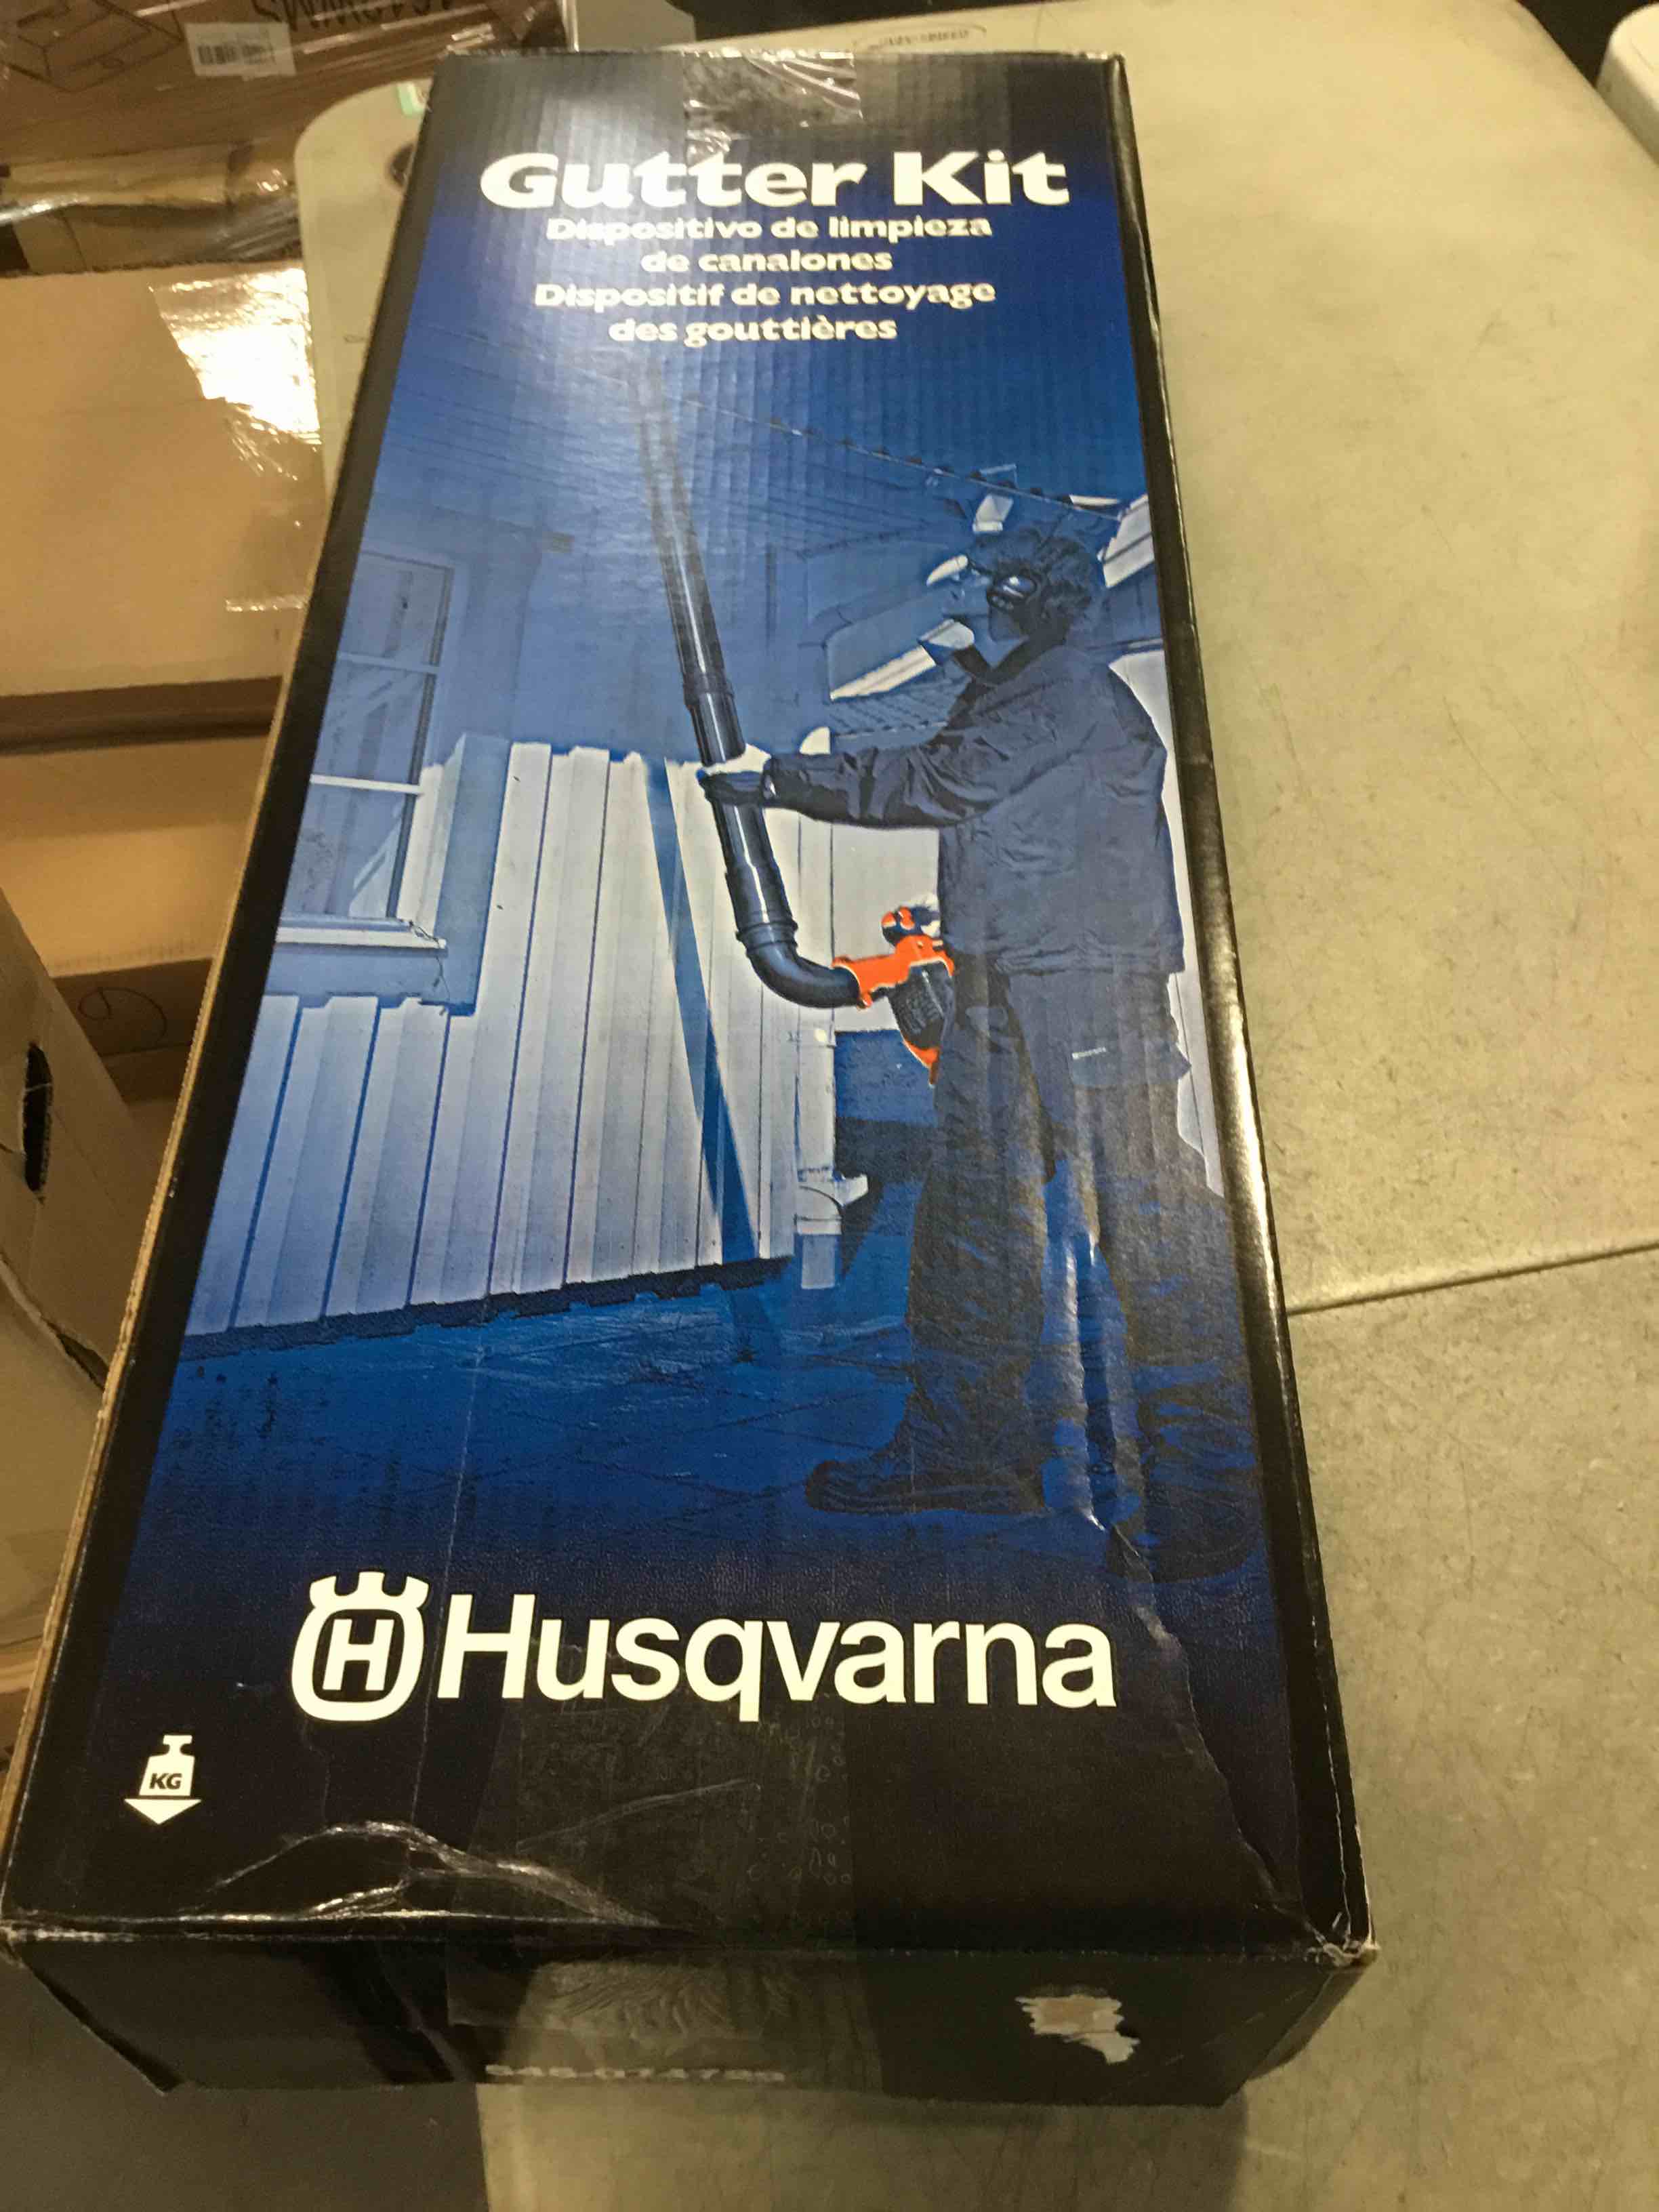 Gutter Kit
Dispositivo de limpieza
de canalones
Dispositif de nettoyage
des gouttières
H Husqvarna
KG